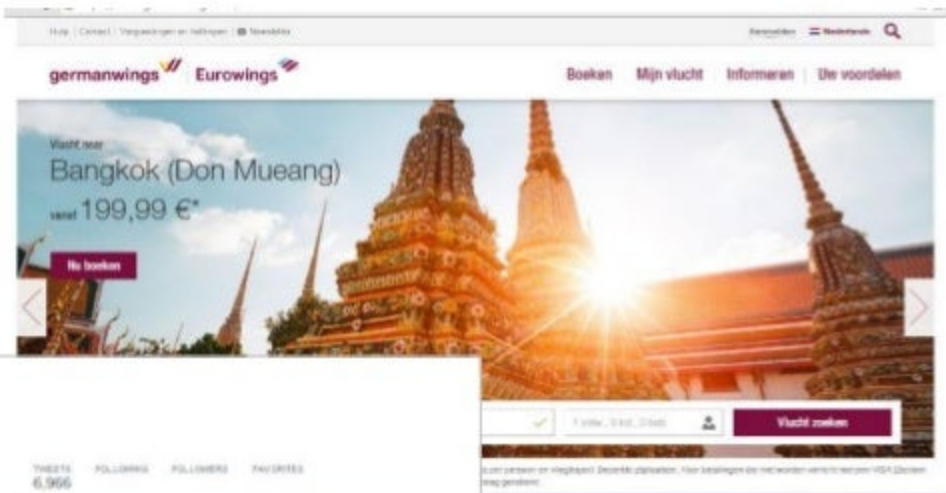 Hulp | Contact | Vergoedingen en heffingen | Newsletter
Aanmelden Nederlands
germanwings Eurowings
Boeken Mijn vlucht Informeren Uw voordelen
Vlucht naar
Bangkok (Don Mueang)
vanaf 199,99 €*
Nu boeken
Vlucht zoeken
TWEETS FOLLOWING FOLLOWERS FAVORITES
6,966